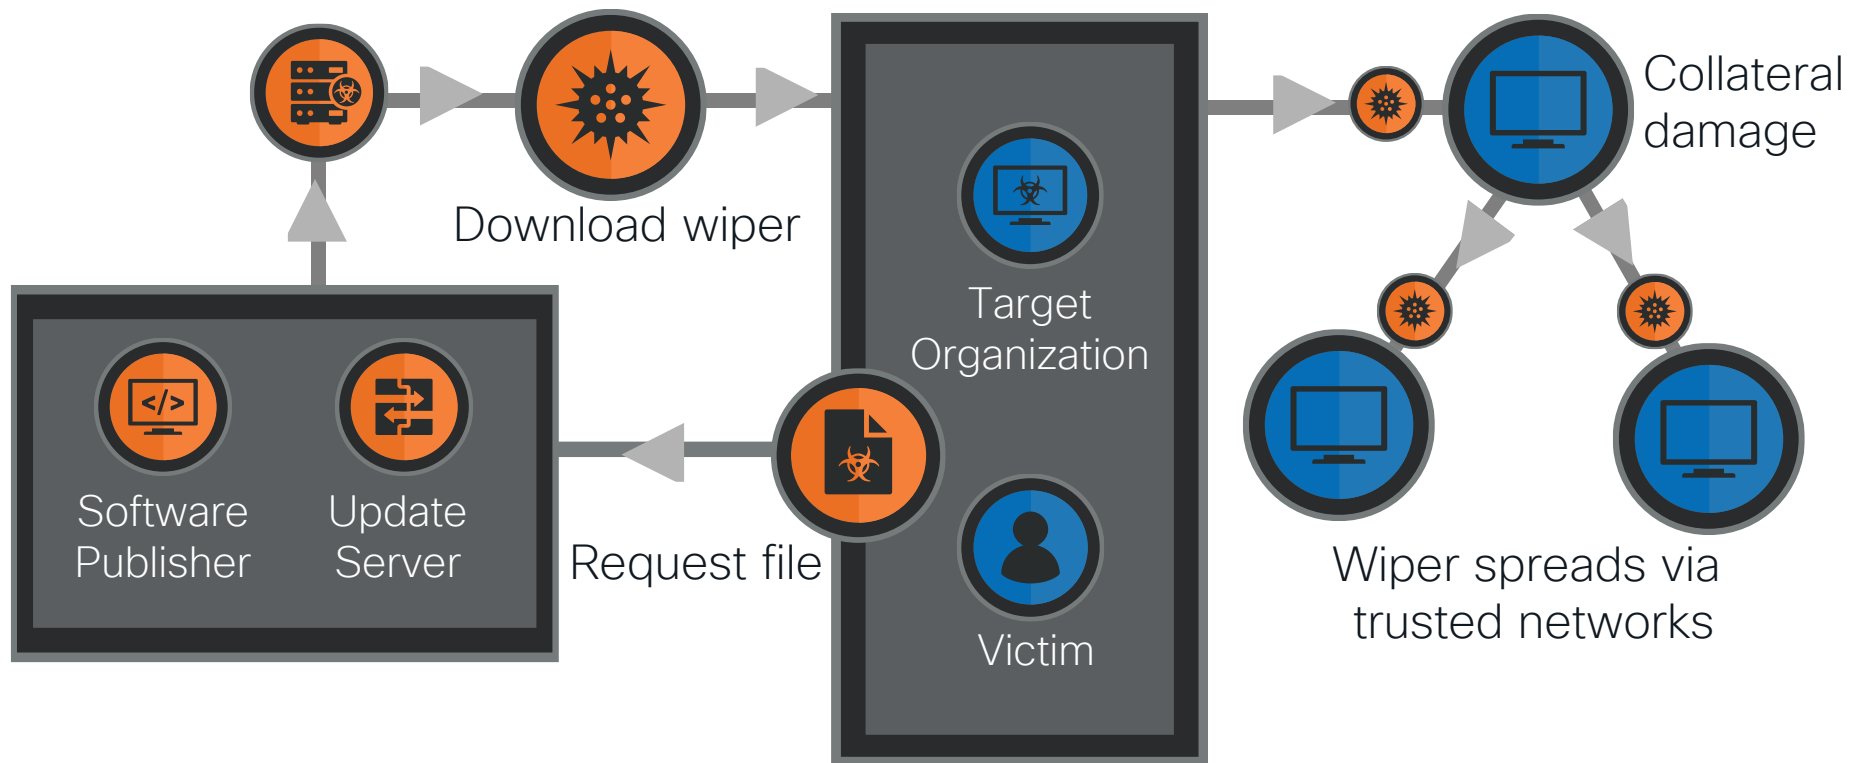 Collateral
damage
Download wiper
Target
Organization
</>
Software
Publisher
Update
Server
Request file
Victim
Wiper spreads via
trusted networks